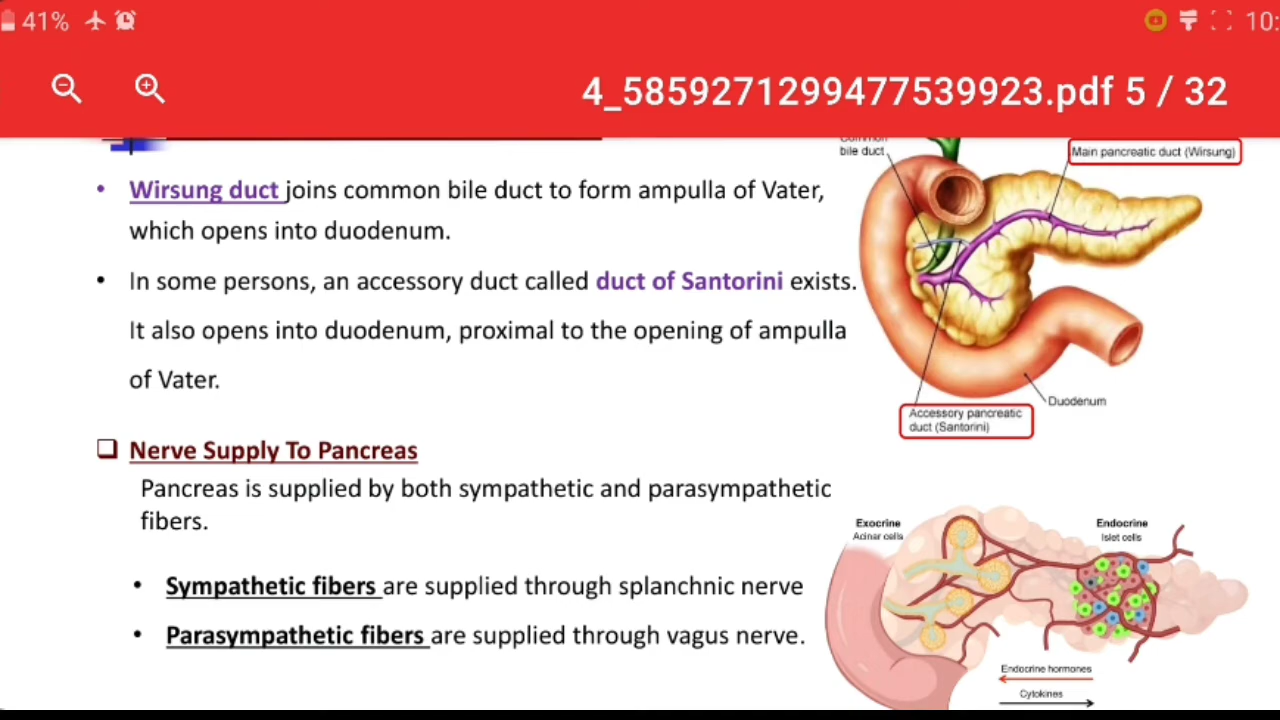 41%
10:
4_5859271299477539923.pdf 5 / 32
• Wirsung duct joins common bile duct to form ampulla of Vater,
which opens into duodenum.
• In some persons, an accessory duct called duct of Santorini exists.
It also opens into duodenum, proximal to the opening of ampulla
of Vater.
Common
bile duct
Main pancreatic duct (Wirsung)
Accessory pancreatic
duct (Santorini)
Duodenum
❑ Nerve Supply To Pancreas
Pancreas is supplied by both sympathetic and parasympathetic
fibers.
• Sympathetic fibers are supplied through splanchnic nerve
• Parasympathetic fibers are supplied through vagus nerve.
Exocrine
Acinar cells
Endocrine
Islet cells
Endocrine hormones
Cytokines